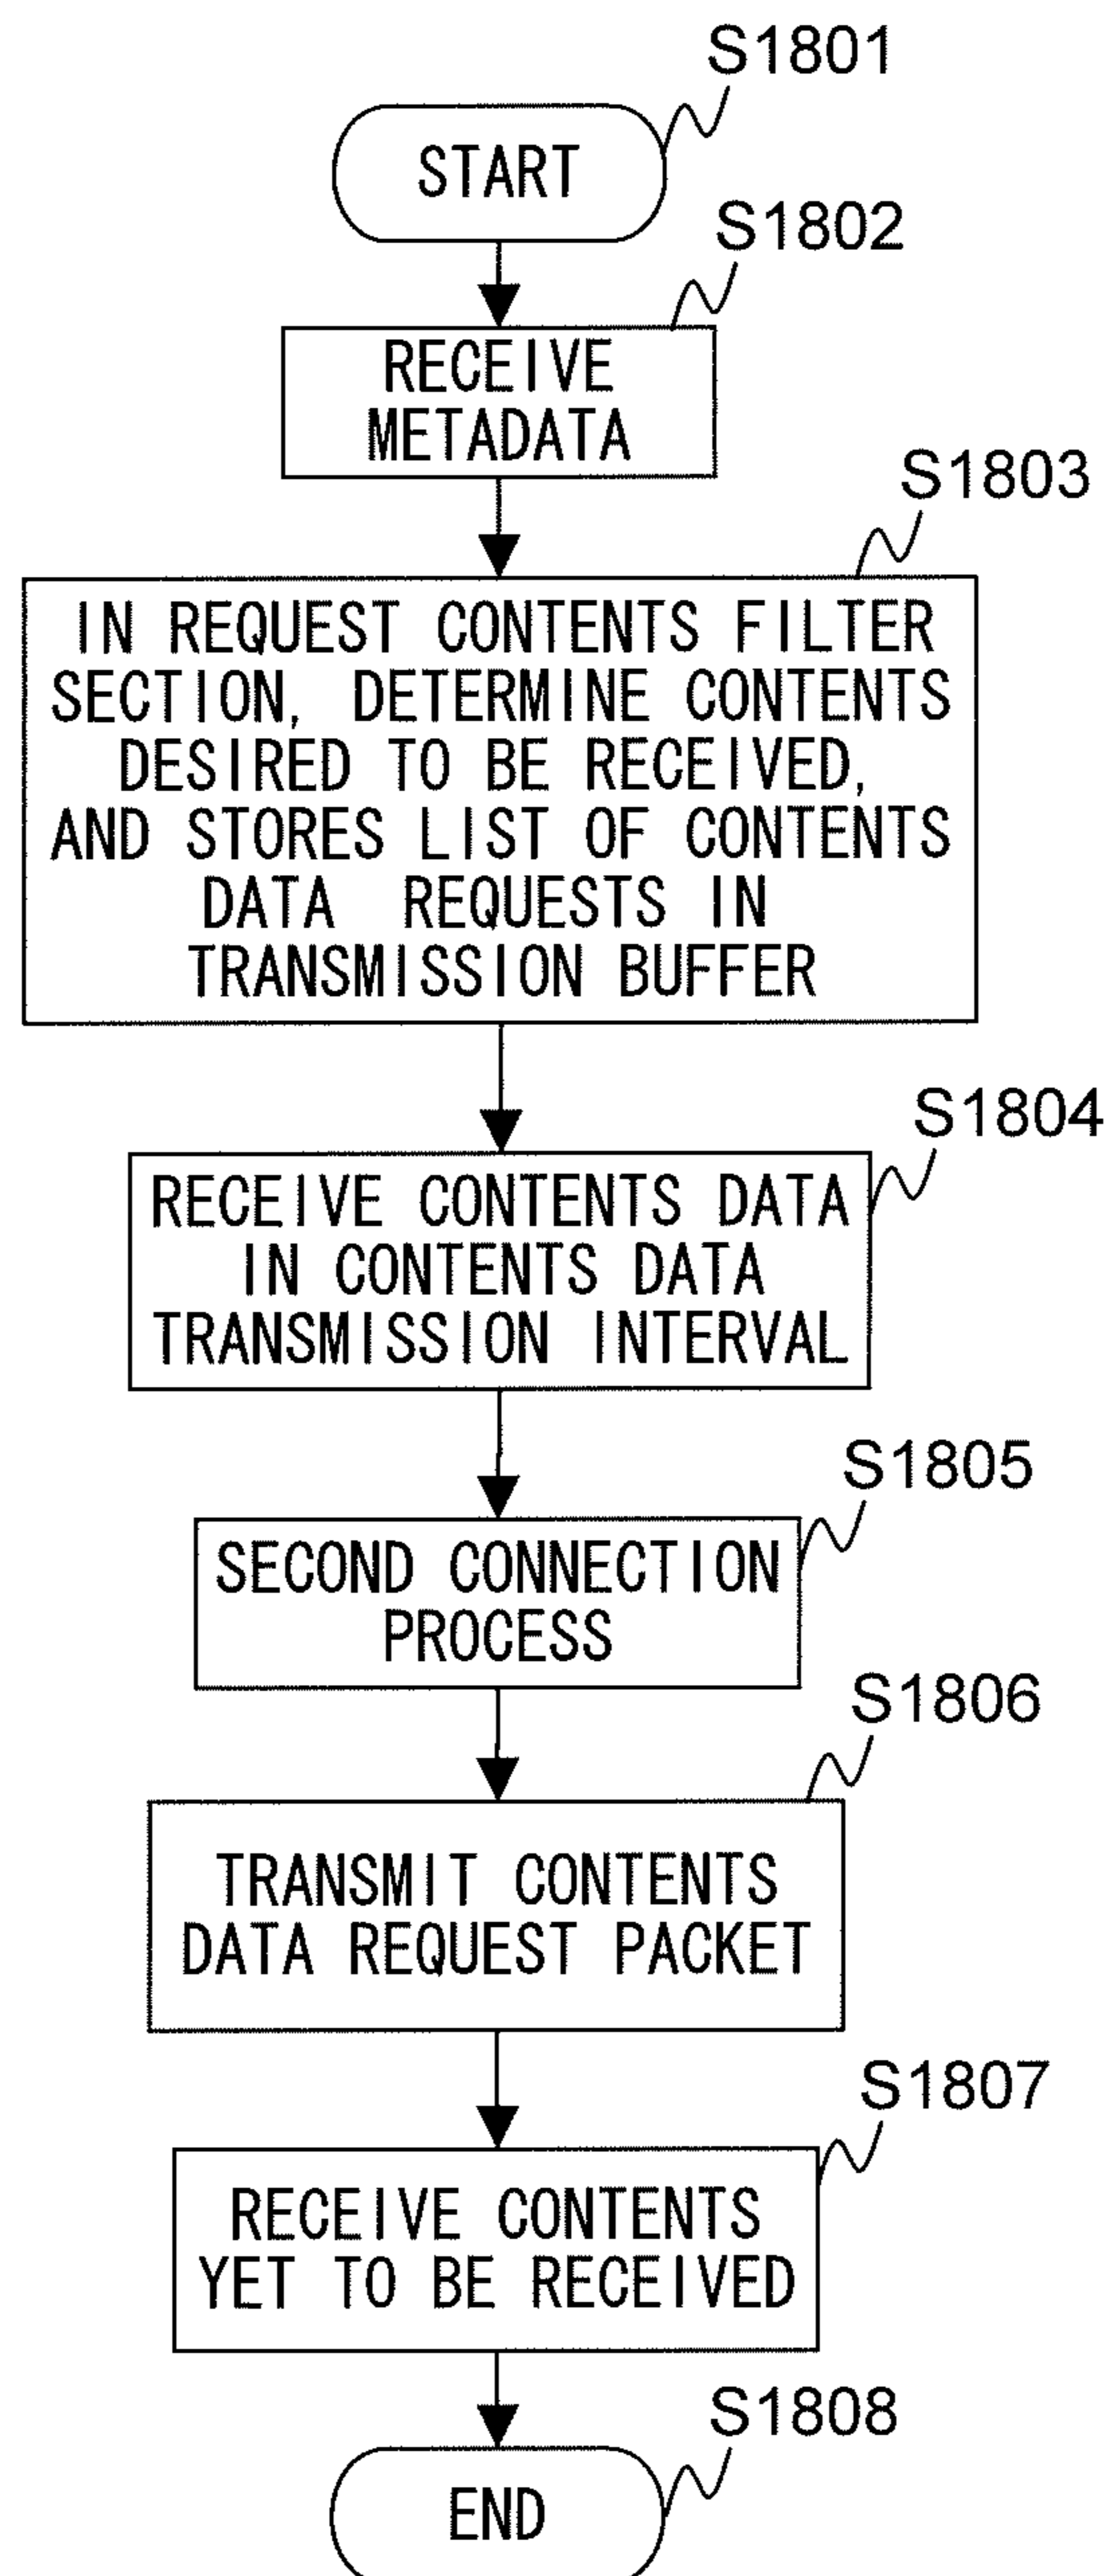 S1801
START
S1802
RECEIVE
METADATA
S1803
IN REQUEST CONTENTS FILTER
SECTION, DETERMINE CONTENTS
DESIRED TO BE RECEIVED,
AND STORES LIST OF CONTENTS
DATA REQUESTS IN
TRANSMISSION BUFFER
S1804
RECEIVE CONTENTS DATA
IN CONTENTS DATA
TRANSMISSION INTERVAL
S1805
SECOND CONNECTION
PROCESS
S1806
TRANSMIT CONTENTS
DATA REQUEST PACKET
S1807
RECEIVE CONTENTS
YET TO BE RECEIVED
S1808
END